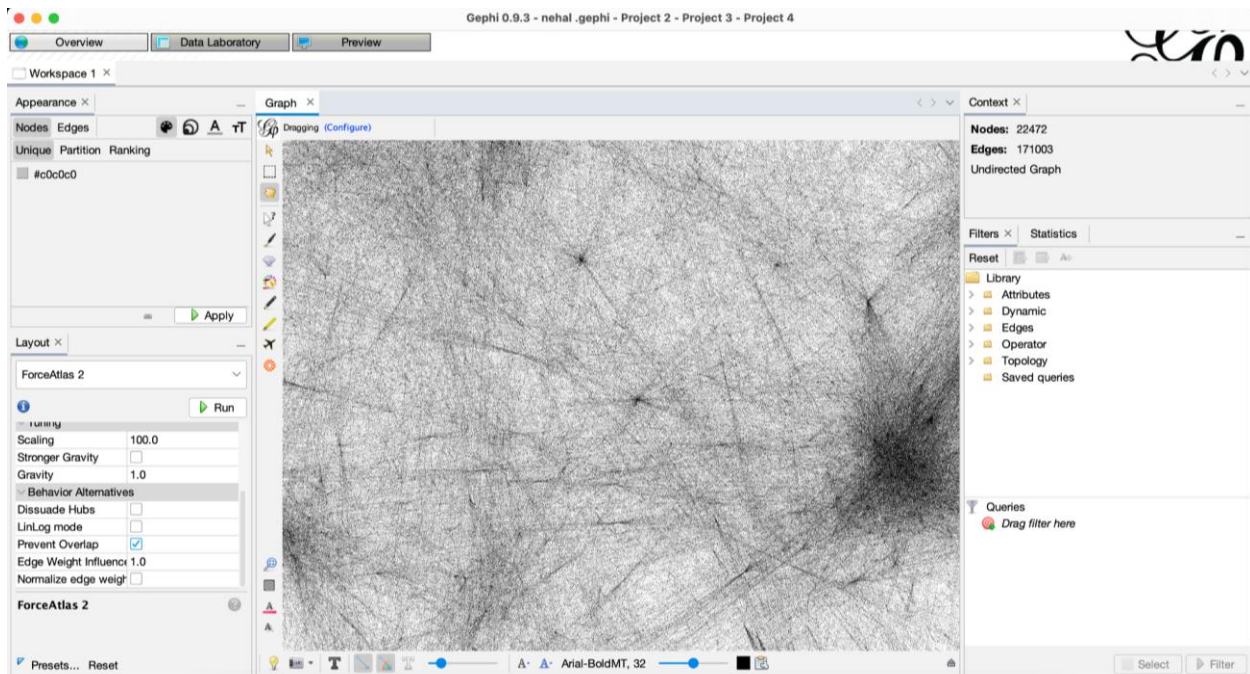 Gephi 0.9.3 - nehal .gephi - Project 2 - Project 3 - Project 4
Overview
Data Laboratory
Preview
Workspace 1
Appearance
Nodes Edges
Unique Partition Ranking
#c0c0c0
Apply
Layout
ForceAtlas 2
Run
Tuning
Scaling 100.0
Stronger Gravity
Gravity 1.0
Behavior Alternatives
Dissuade Hubs
LinLog mode
Prevent Overlap
Edge Weight Influenc 1.0
Normalize edge weigh
ForceAtlas 2
Presets... Reset
Graph
Dragging (Configure)
Arial-BoldMT, 32
Context
Nodes: 22472
Edges: 171003
Undirected Graph
Filters Statistics
Reset
Library
Attributes
Dynamic
Edges
Operator
Topology
Saved queries
Queries
Drag filter here
Select Filter